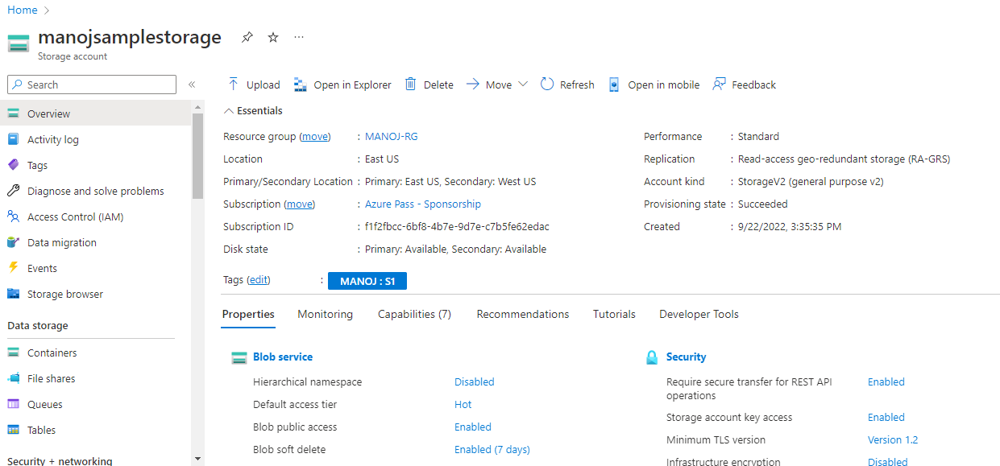 Home
manojsamplestorage
Storage account
Search
Upload Open in Explorer Delete Move Refresh Open in mobile Feedback
Overview
Activity log
Tags
Diagnose and solve problems
Access Control (IAM)
Data migration
Events
Storage browser
Data storage
Containers
File shares
Queues
Tables
Security + networking
Essentials
Resource group (move) : MANOJ-RG
Location : East US
Primary/Secondary Location : Primary: East US, Secondary: West US
Subscription (move) : Azure Pass - Sponsorship
Subscription ID : f1f2fbcc-6bf8-4b7e-9d7e-c7b5fe62edac
Disk state : Primary: Available, Secondary: Available
Performance : Standard
Replication : Read-access geo-redundant storage (RA-GRS)
Account kind : StorageV2 (general purpose v2)
Provisioning state : Succeeded
Created : 9/22/2022, 3:35:35 PM
Tags (edit) : MANOJ : S1
Properties Monitoring Capabilities (7) Recommendations Tutorials Developer Tools
Blob service
Hierarchical namespace Disabled
Default access tier Hot
Blob public access Enabled
Blob soft delete Enabled (7 days)
Security
Require secure transfer for REST API Enabled
operations
Storage account key access Enabled
Minimum TLS version Version 1.2
Infrastructure encryption Disabled